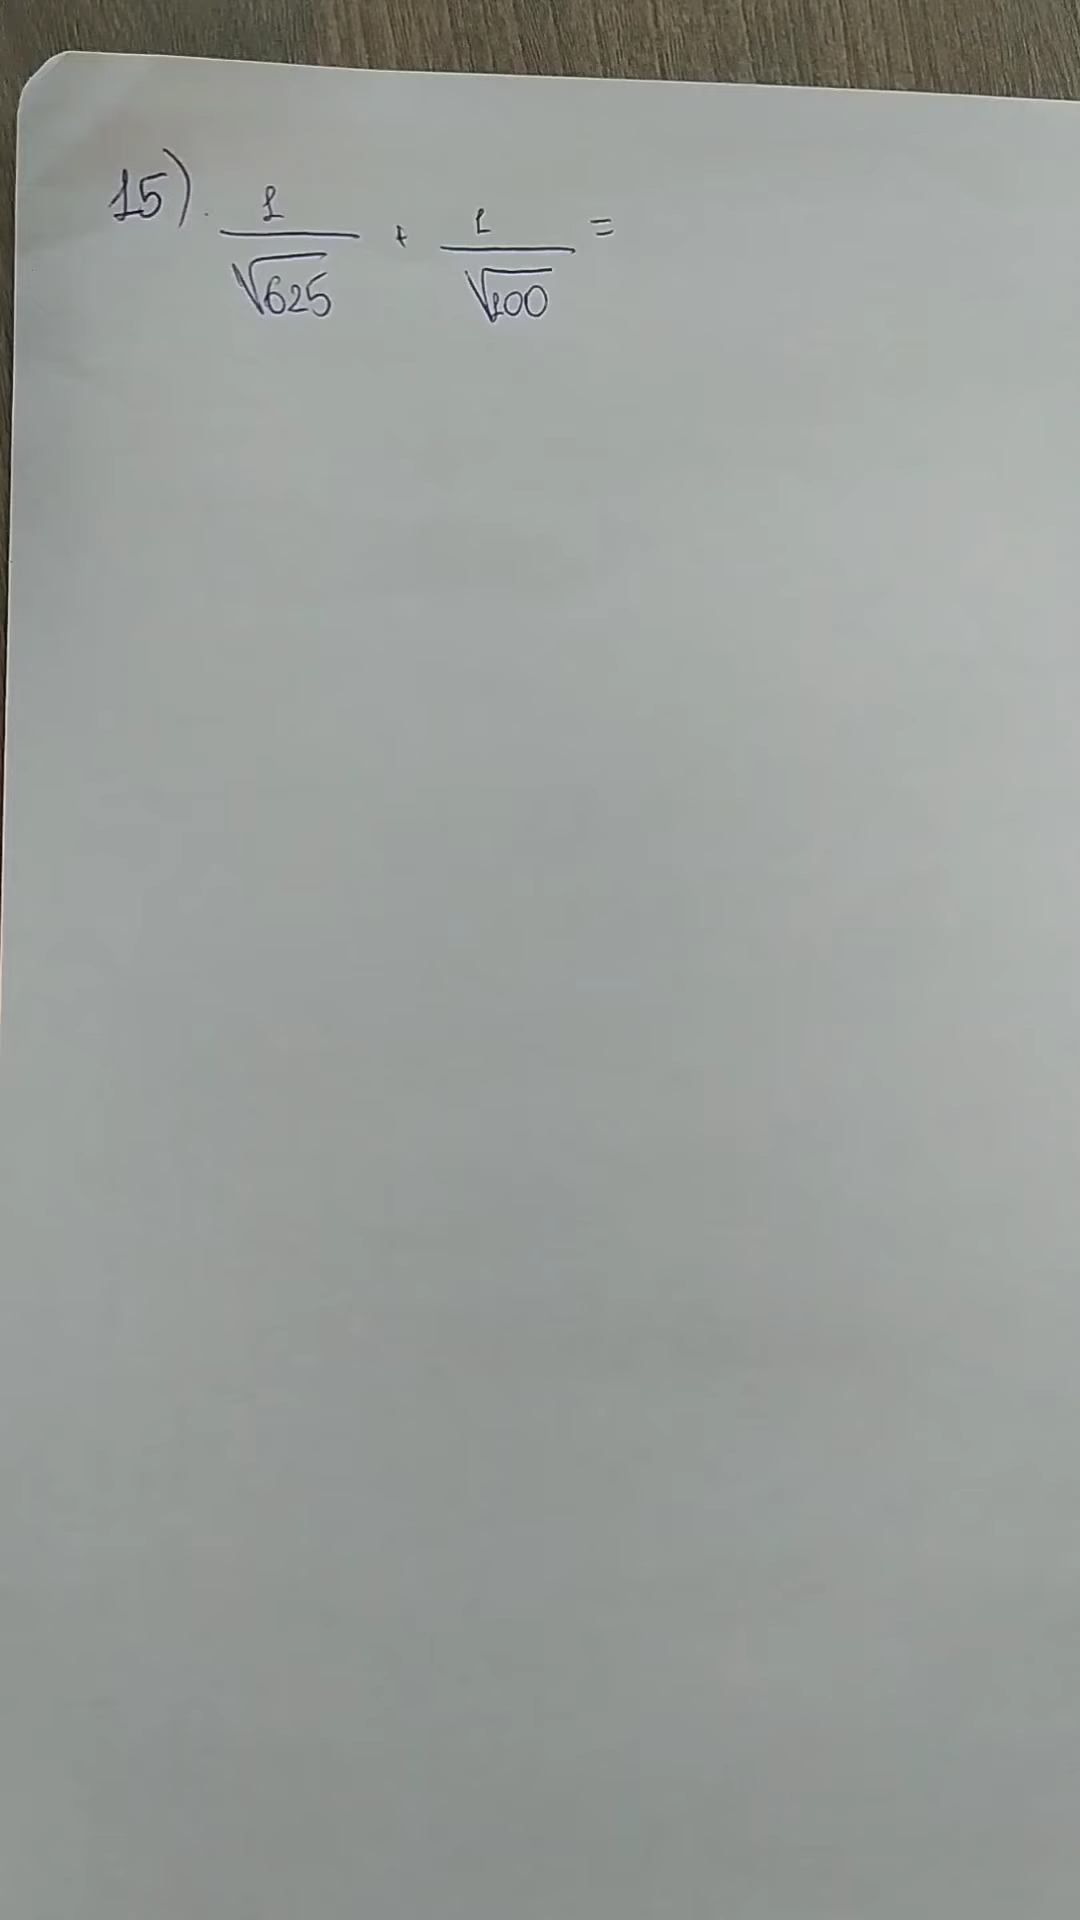 15). 1/√625 + 1/√100 =